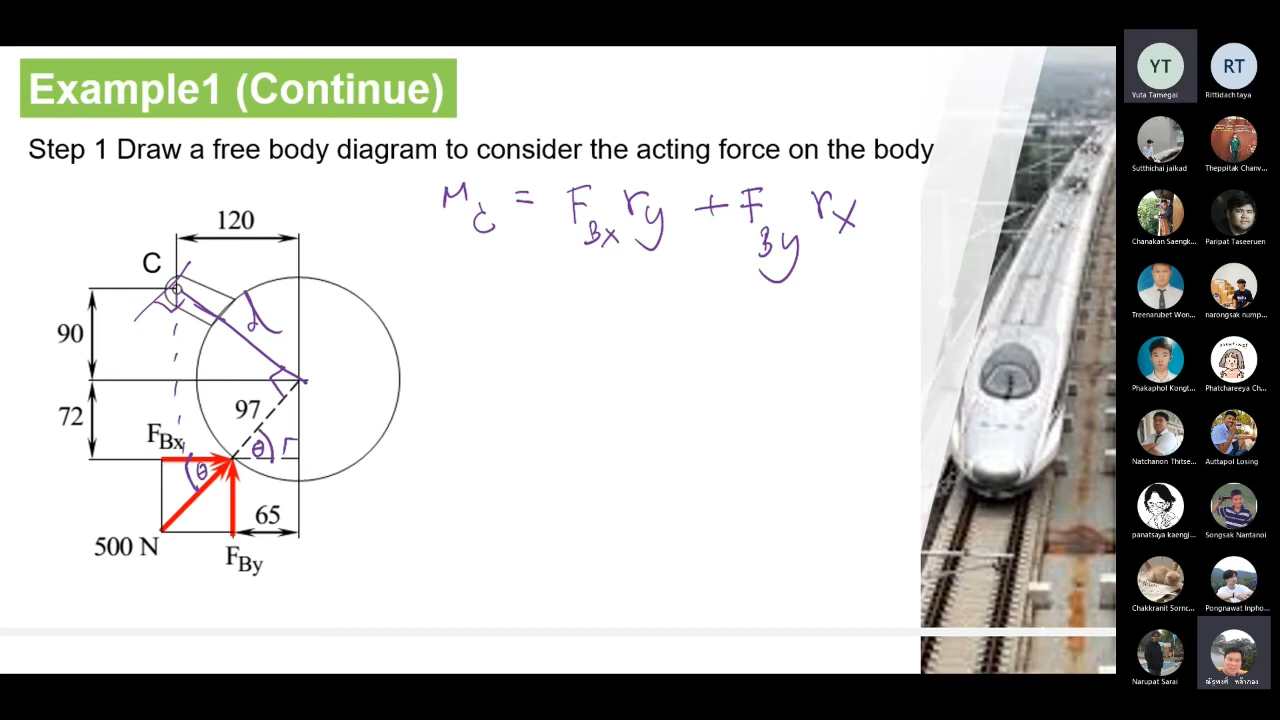 Example1 (Continue)
Step 1 Draw a free body diagram to consider the acting force on the body
M_C = F_Bx ry + F_By rx
120
C
90
d
72
97
F_Bx
θ
θ
r
65
500 N
F_By
YT
Yuta Tamegai
RT
Rittidach taya
Sutthichai jaikad
Theppitak Chanv...
Chanakan Saengk...
Paripat Taseeruen
Treenarubet Won...
narongsak nump...
Phakaphol Kongt...
Phatchareeya Ch...
Natchanon Thitse...
Auttapol Losing
panatsaya kaengj...
Songsak Nantanoi
Chakkranit Sornc...
Pongnawat Inpho...
Narupat Sarai